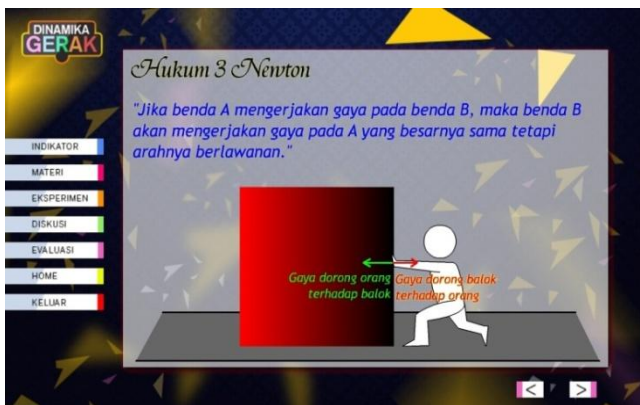 DINAMIKA
GERAK
Hukum 3 Newton
"Jika benda A mengerjakan gaya pada benda B, maka benda B
akan mengerjakan gaya pada A yang besarnya sama tetapi
arahnya berlawanan."
INDIKATOR
MATERI
EKSPERIMEN
DISKUSI
EVALUASI
HOME
KELUAR
Gaya dorong orang
terhadap balok
Gaya dorong balok
terhadap orang
< >